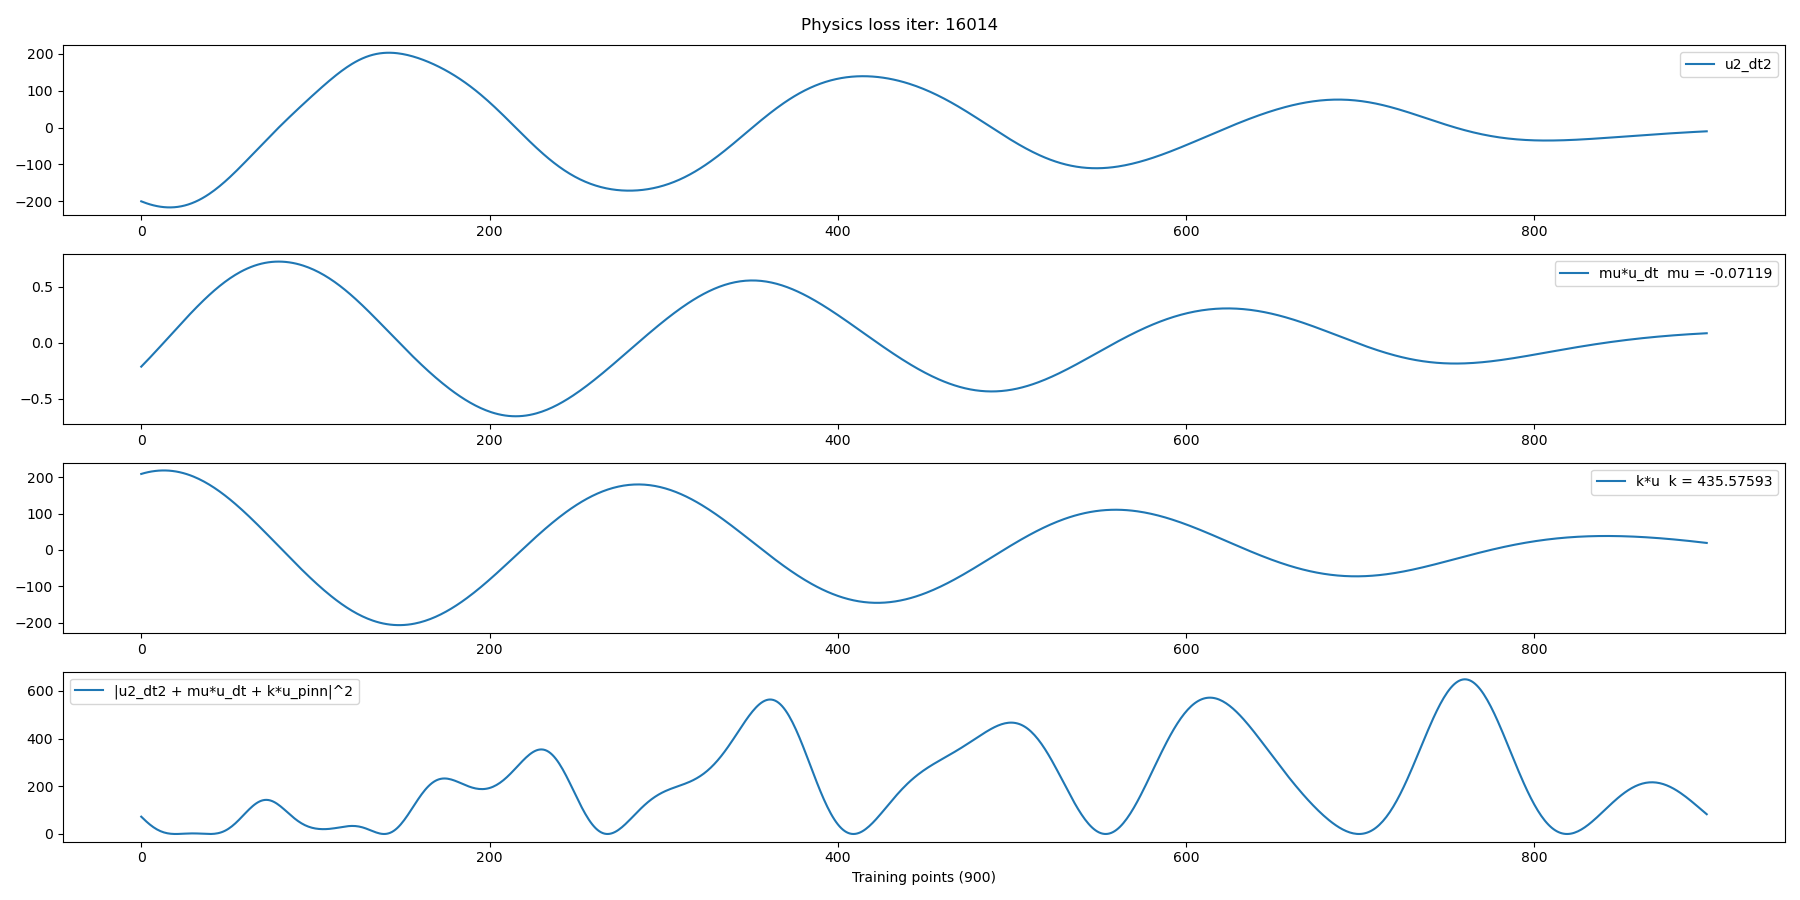 Physics loss iter: 16014
200
100
0
−100
−200
u2_dt2
0 200 400 600 800
0.5
0.0
−0.5
mu*u_dt  mu = -0.07119
0 200 400 600 800
200
100
0
−100
−200
k*u  k = 435.57593
0 200 400 600 800
600
400
200
0
|u2_dt2 + mu*u_dt + k*u_pinn|^2
0 200 400 600 800
Training points (900)